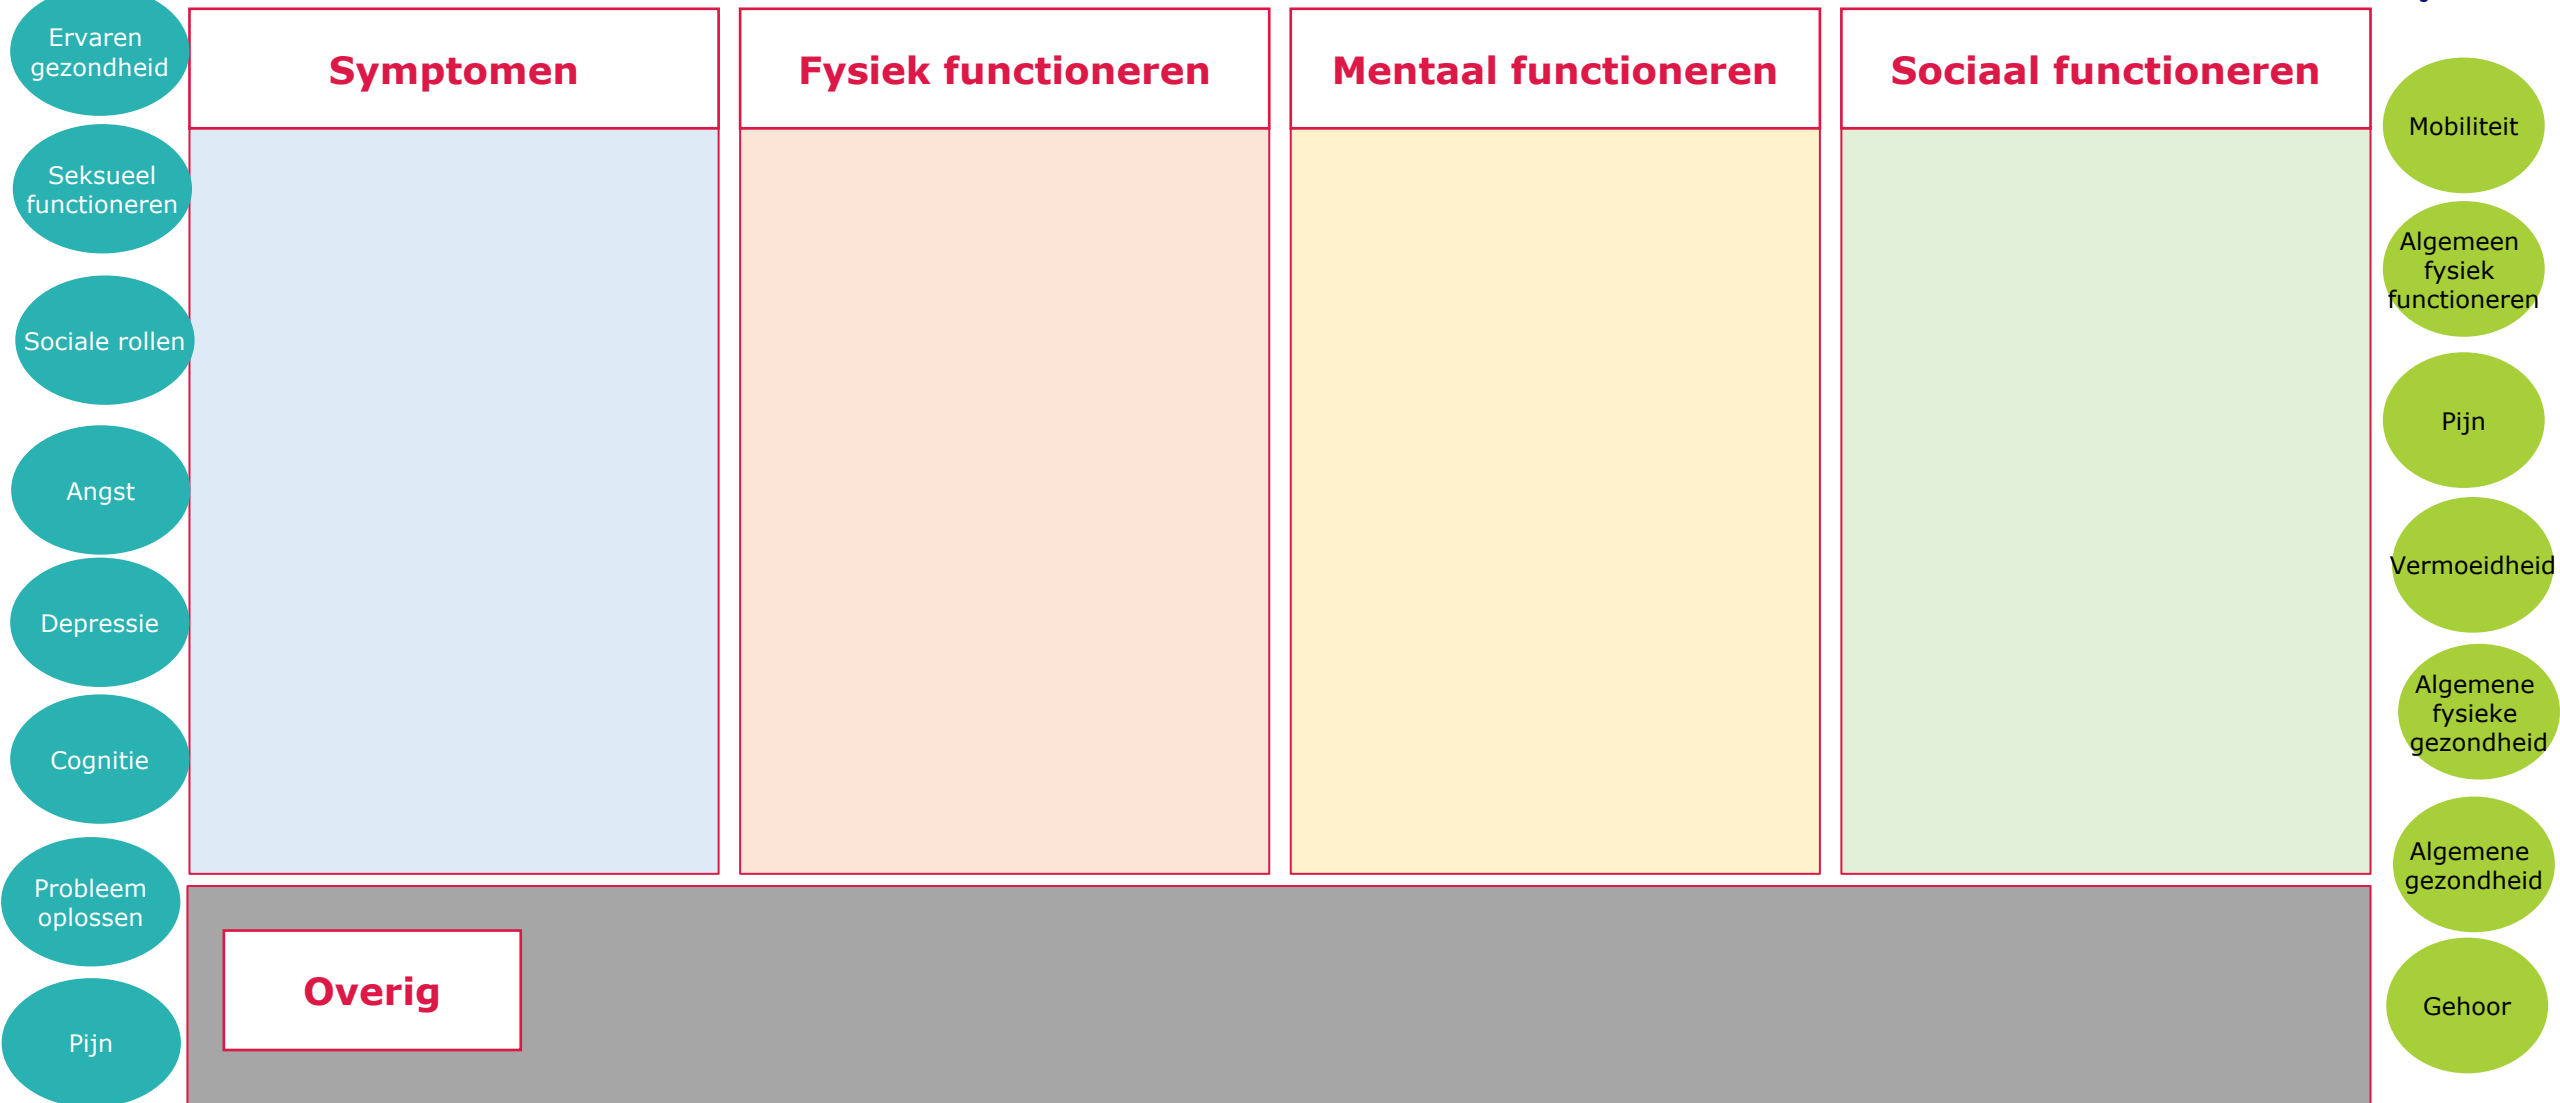 Ervaren
gezondheid
Seksueel
functioneren
Sociale rollen
Angst
Depressie
Cognitie
Probleem
oplossen
Pijn
Symptomen
Fysiek functioneren
Mentaal functioneren
Sociaal functioneren
Overig
Mobiliteit
Algemeen
fysiek
functioneren
Pijn
Vermoeidheid
Algemene
fysieke
gezondheid
Algemene
gezondheid
Gehoor